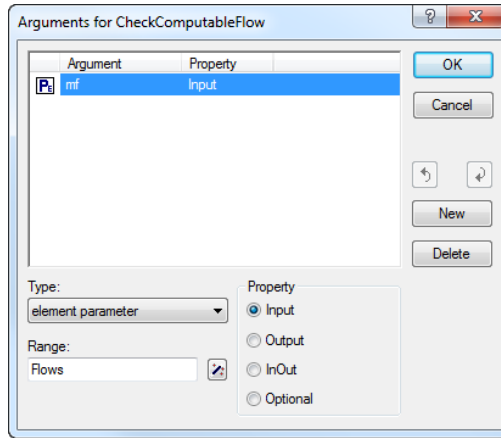 Arguments for CheckComputableFlow
Argument Property
PE mf Input
OK
Cancel
New
Delete
Type:
element parameter
Range:
Flows
Property
Input
Output
InOut
Optional